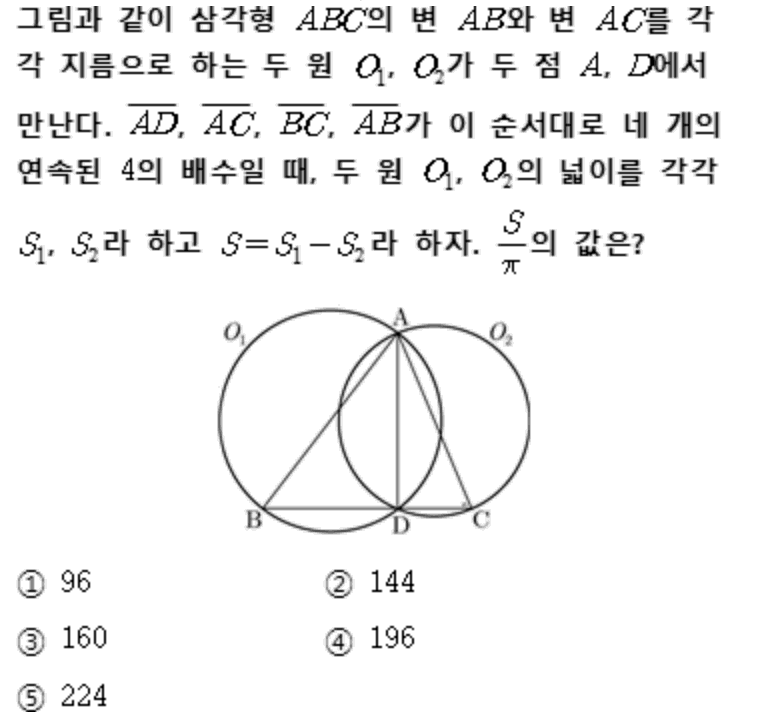 그림과 같이 삼각형 ABC의 변 AB와 변 AC를 각
각 지름으로 하는 두 원 O₁, O₂가 두 점 A, D에서
만난다. A̅D̅, A̅C̅, B̅C̅, A̅B̅가 이 순서대로 네 개의
연속된 4의 배수일 때, 두 원 O₁, O₂의 넓이를 각각
S₁, S₂라 하고 S=S₁-S₂라 하자. S/π의 값은?
O₁ A O₂
B D C
① 96 ② 144
③ 160 ④ 196
⑤ 224